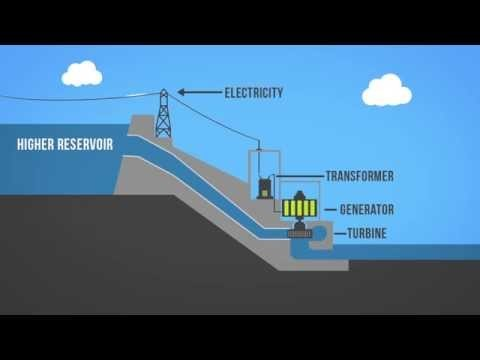 ELECTRICITY
HIGHER RESERVOIR
TRANSFORMER
GENERATOR
TURBINE